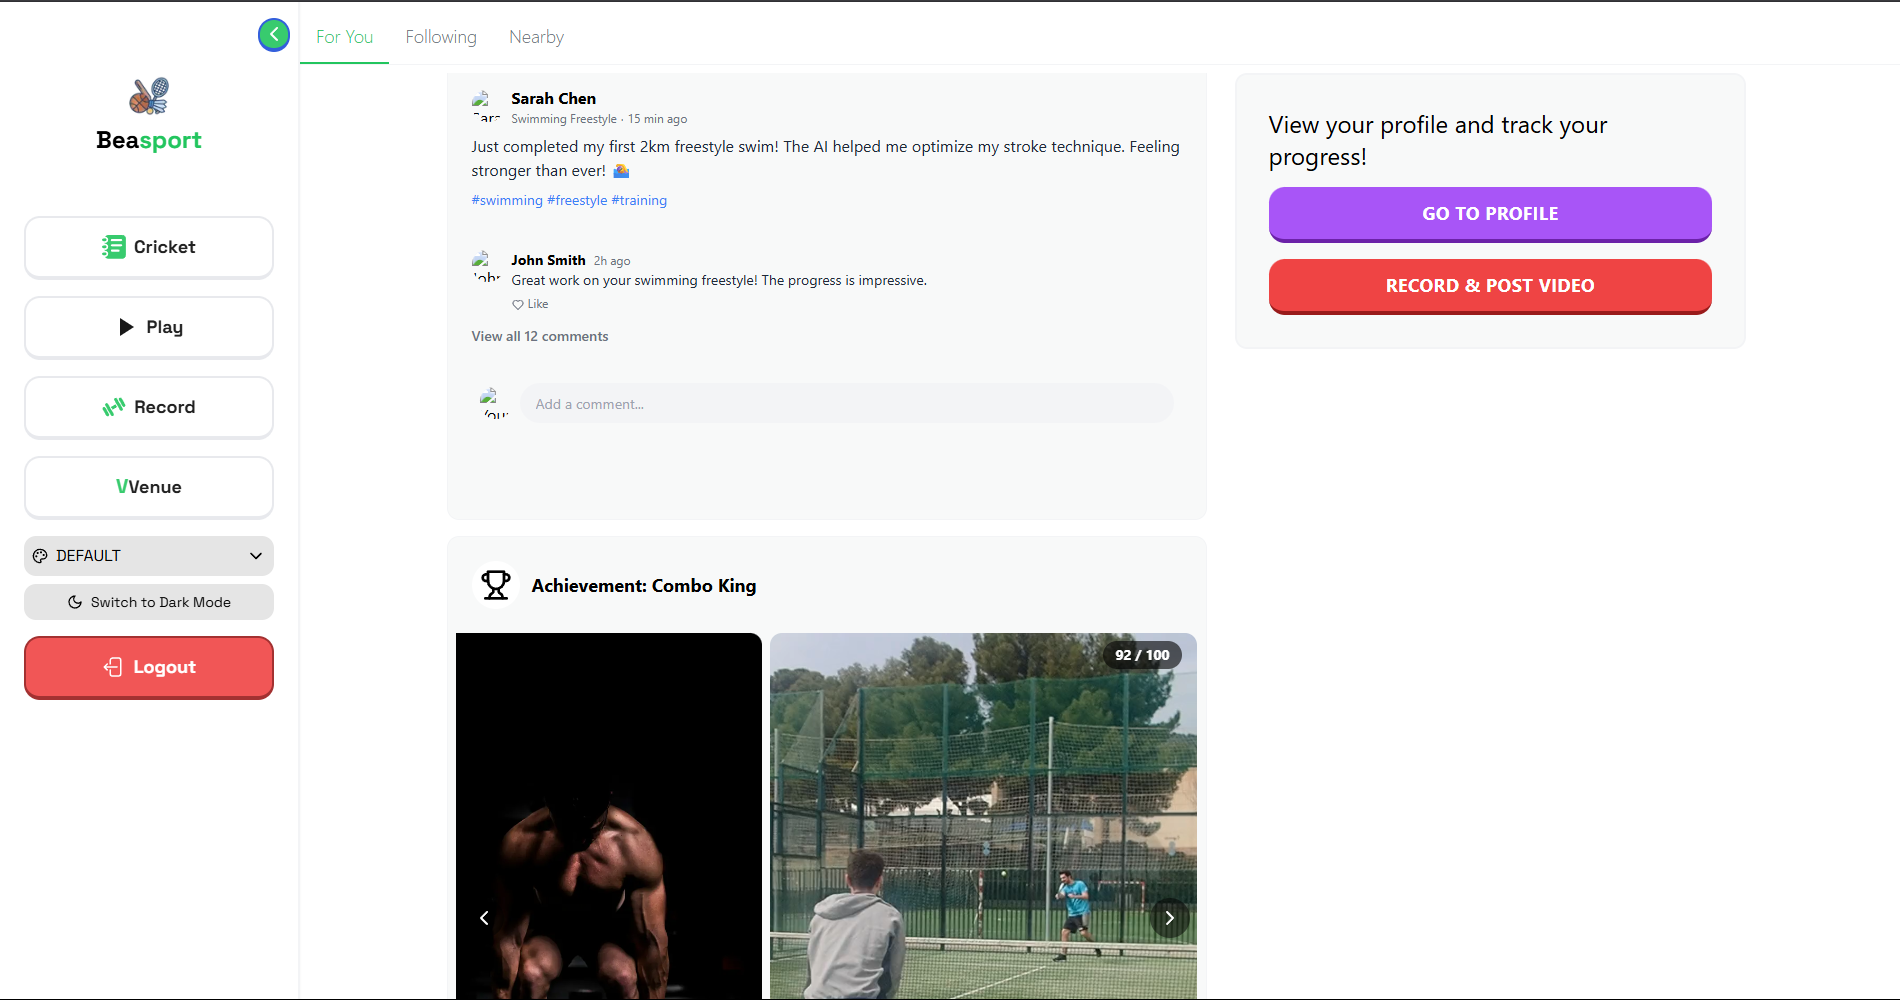 Beasport
Cricket
Play
Record
VVenue
DEFAULT
Switch to Dark Mode
Logout
For You
Following
Nearby
Sarah Chen
Swimming Freestyle · 15 min ago
Just completed my first 2km freestyle swim! The AI helped me optimize my stroke technique. Feeling
stronger than ever! 🏊
#swimming #freestyle #training
John Smith 2h ago
Great work on your swimming freestyle! The progress is impressive.
Like
View all 12 comments
Add a comment...
Achievement: Combo King
92 / 100
View your profile and track your
progress!
GO TO PROFILE
RECORD & POST VIDEO